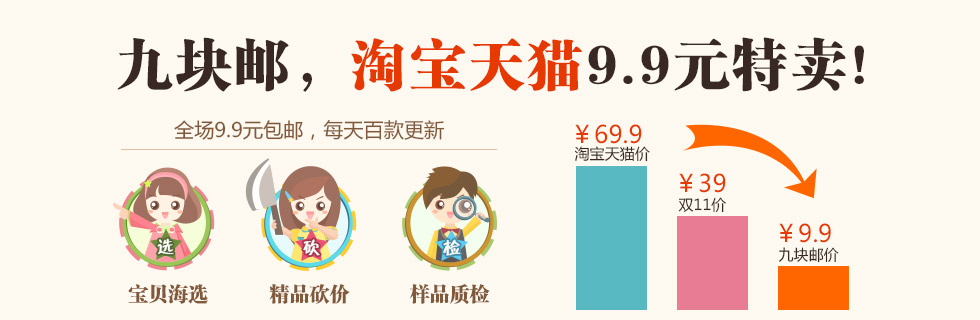 九块邮，淘宝天猫9.9元特卖!
全场9.9元包邮，每天百款更新
选
砍
检
宝贝海选
精品砍价
样品质检
￥69.9
淘宝天猫价
￥39
双11价
￥9.9
九块邮价